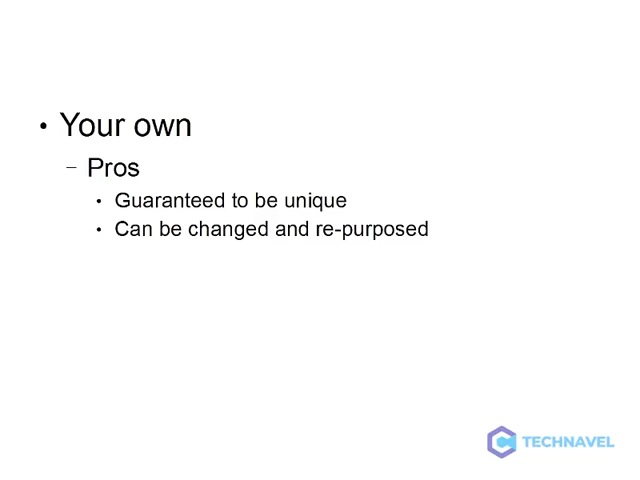 • Your own
– Pros
• Guaranteed to be unique
• Can be changed and re-purposed
TECHNAVEL